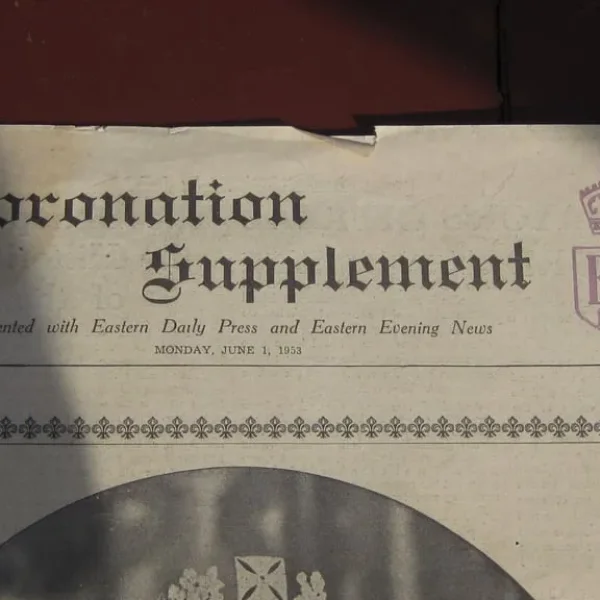 oronation
Supplement
ented with Eastern Daily Press and Eastern Evening News
MONDAY, JUNE 1, 1953
E